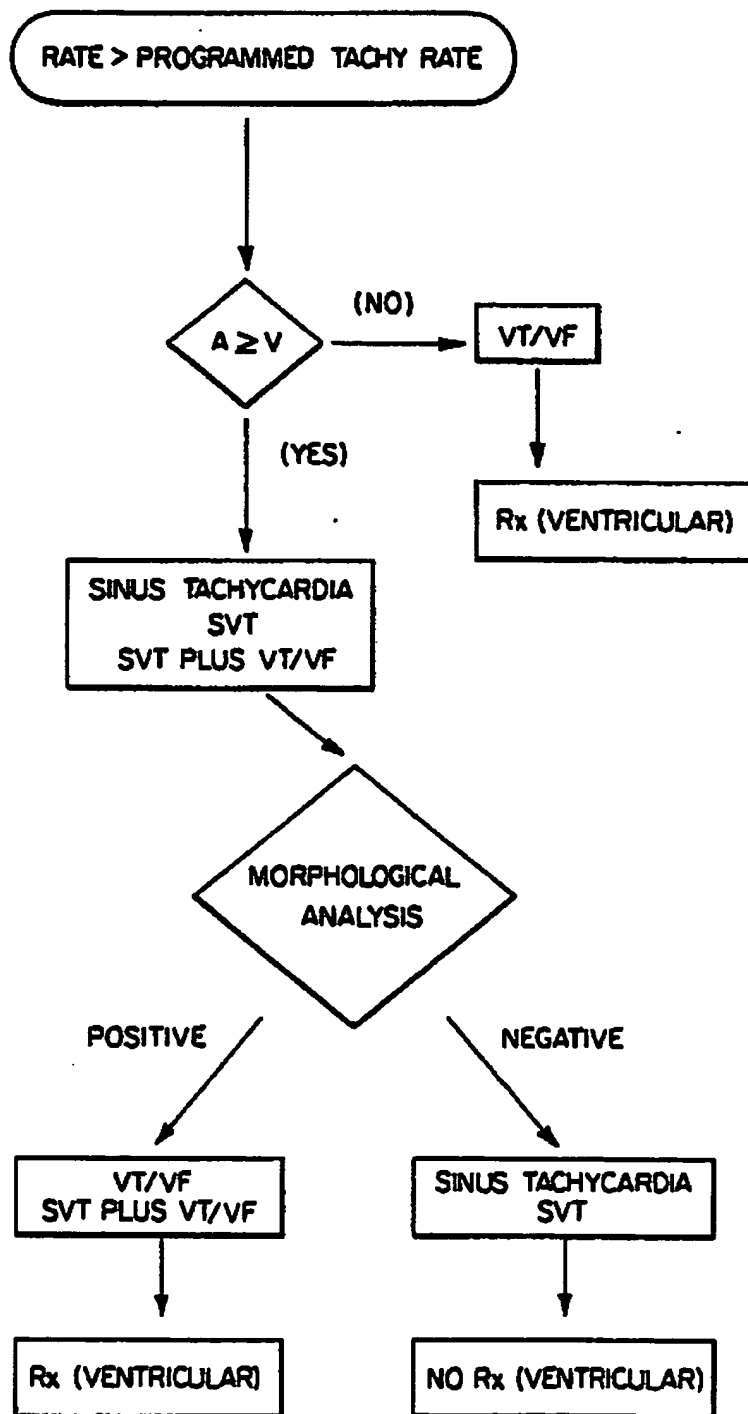 RATE > PROGRAMMED TACHY RATE
A ≥ V
(NO)
VT/VF
(YES)
Rx (VENTRICULAR)
SINUS TACHYCARDIA
SVT
SVT PLUS VT/VF
MORPHOLOGICAL
ANALYSIS
POSITIVE
NEGATIVE
VT/VF
SVT PLUS VT/VF
SINUS TACHYCARDIA
SVT
Rx (VENTRICULAR)
NO Rx (VENTRICULAR)